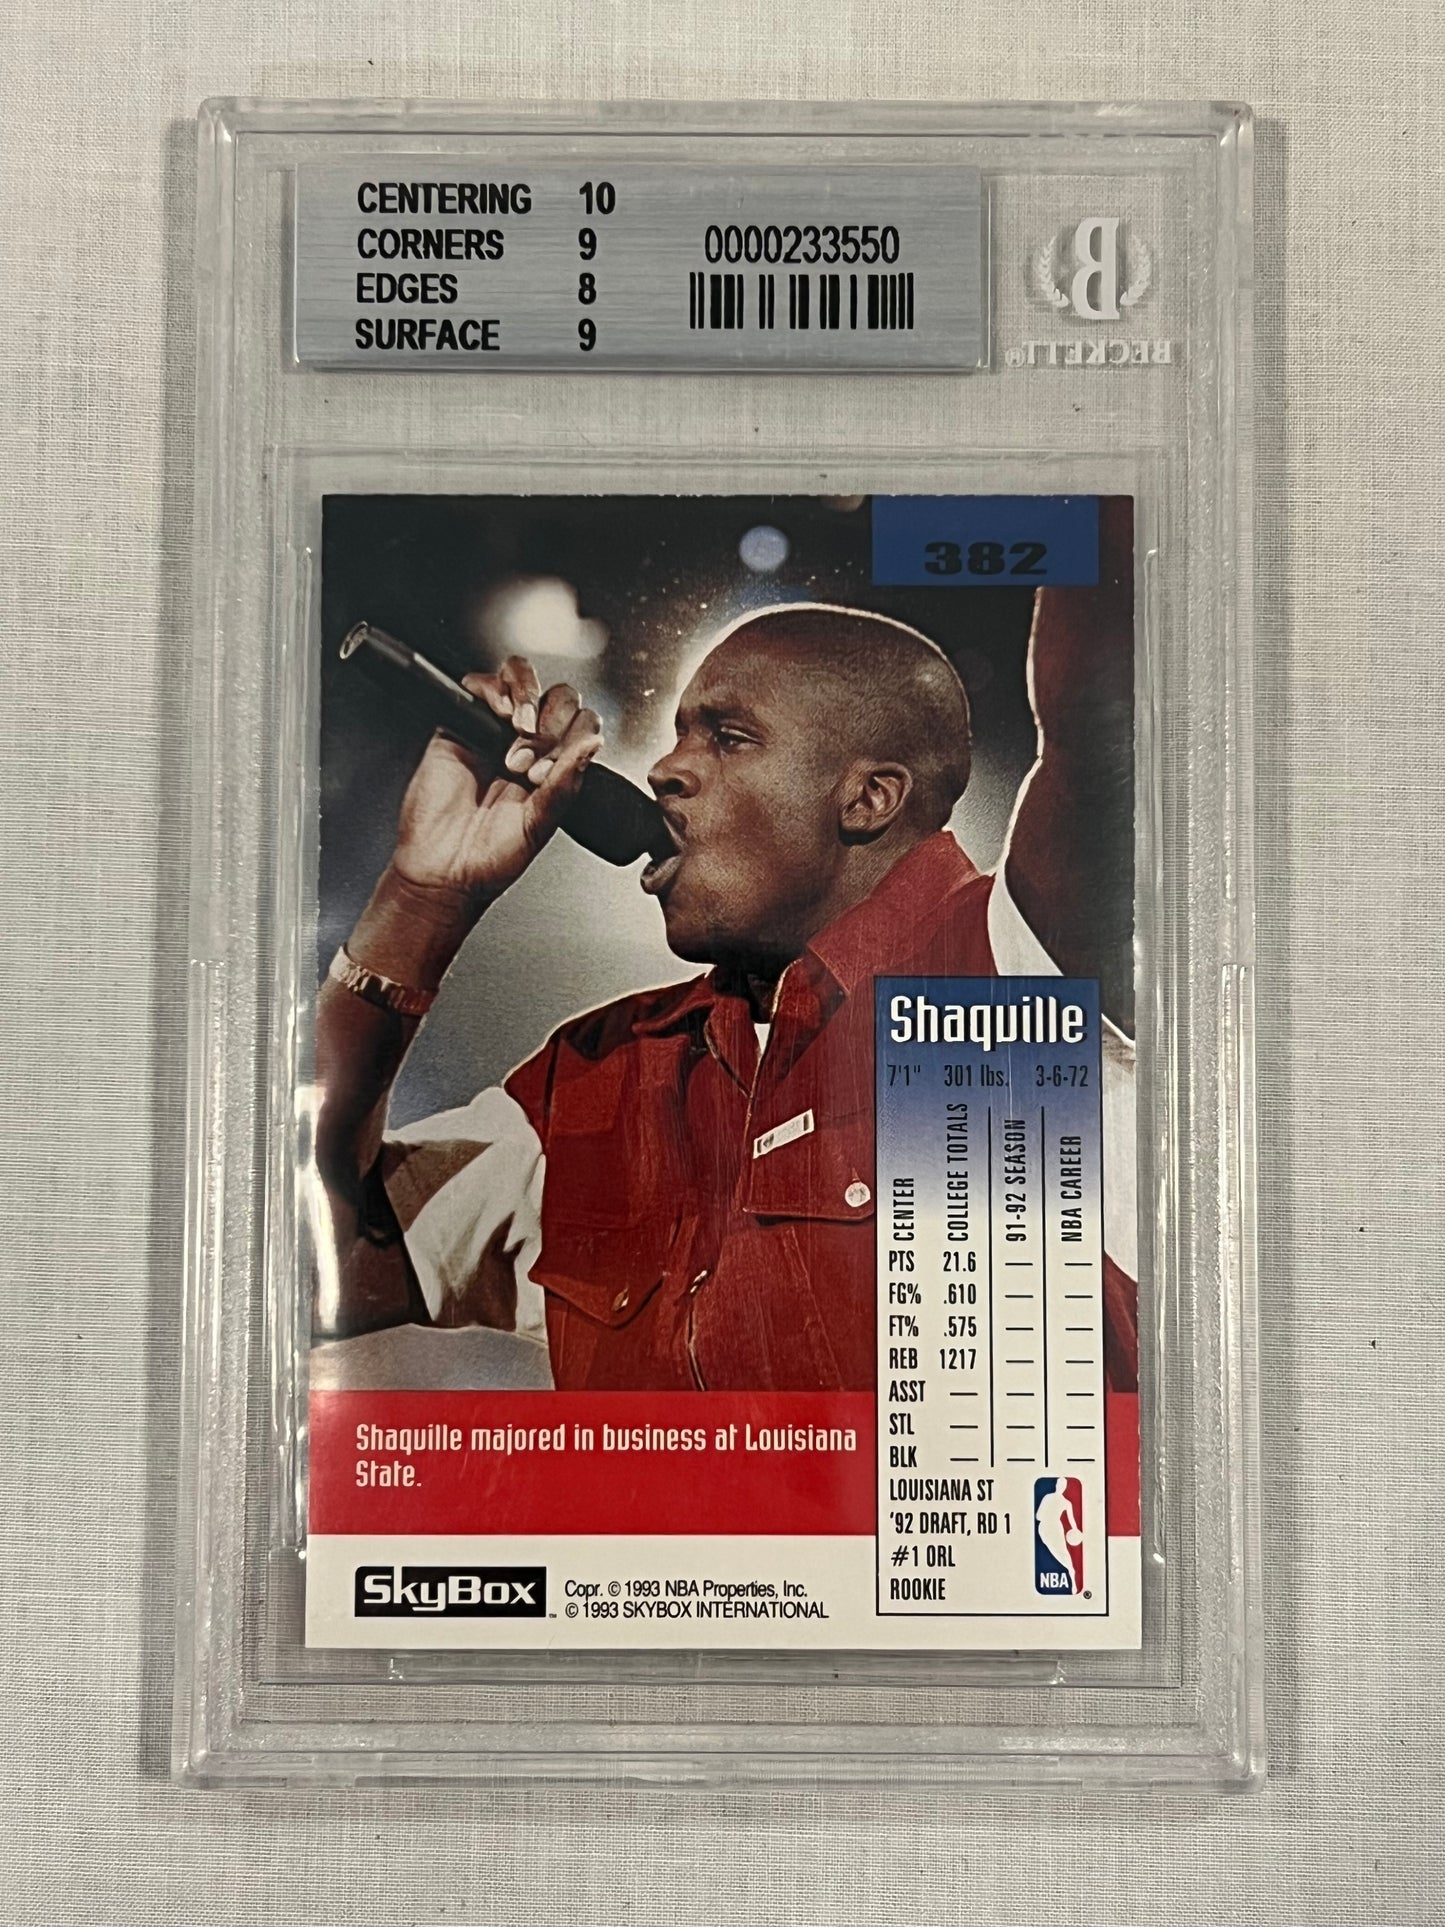 CENTERING 10
CORNERS 9
EDGES 8
SURFACE 9
0000233550
B
BECKETT®
382
Shaquille
7'1" 301 lbs. 3-6-72
CENTER COLLEGE TOTALS 91-92 SEASON NBA CAREER
PTS 21.6 — —
FG% .610 — —
FT% .575 — —
REB 1217 — —
ASST — — —
STL — — —
BLK — — —
LOUISIANA ST
'92 DRAFT, RD 1
#1 ORL
ROOKIE
NBA ®
Shaquille majored in business at Louisiana
State.
SkyBox™
Copr. © 1993 NBA Properties, Inc.
© 1993 SKYBOX INTERNATIONAL